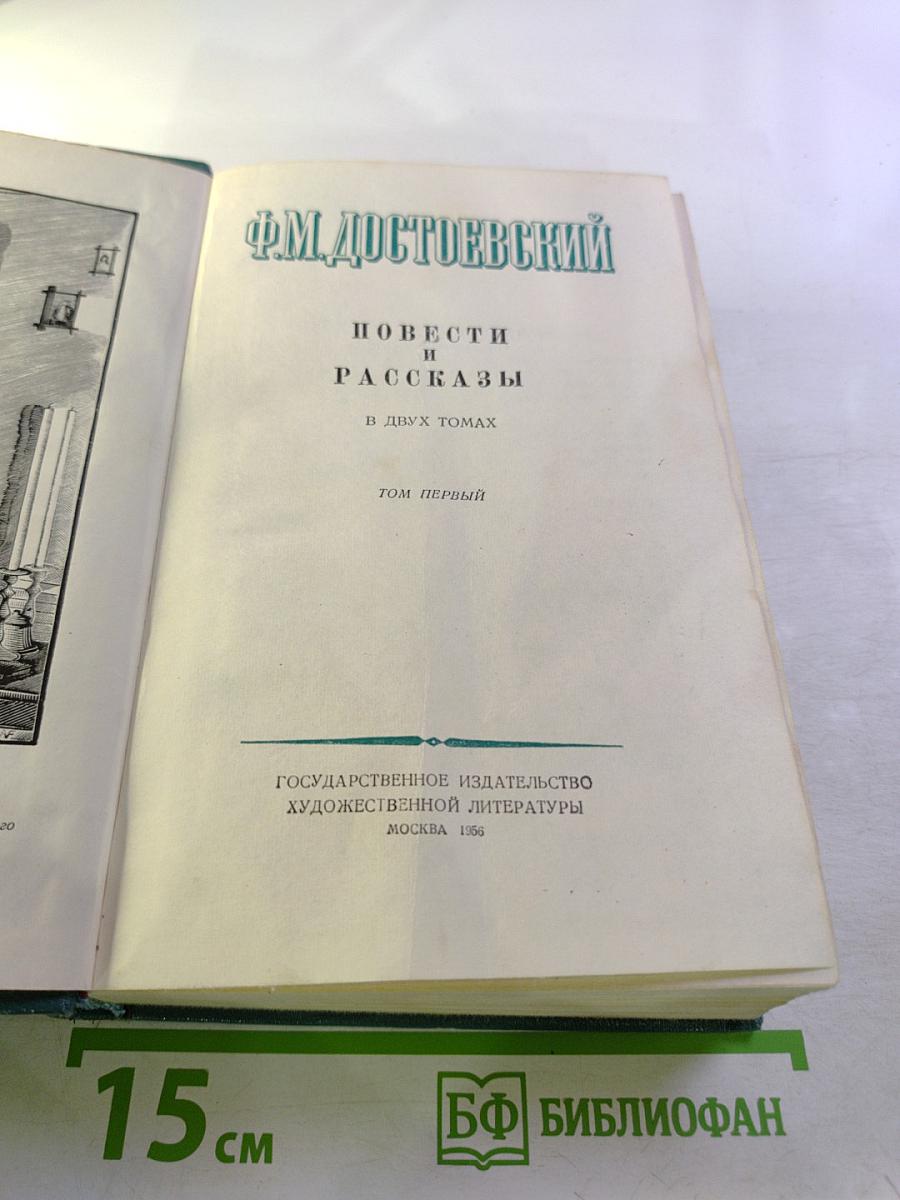 Ф.М.ДОСТОЕВСКИЙ
ПОВЕСТИ
И
РАССКАЗЫ
В ДВУХ ТОМАХ
ТОМ ПЕРВЫЙ
ГОСУДАРСТВЕННОЕ ИЗДАТЕЛЬСТВО
ХУДОЖЕСТВЕННОЙ ЛИТЕРАТУРЫ
МОСКВА 1956
15 СМ
БФ БИБЛИОФАН